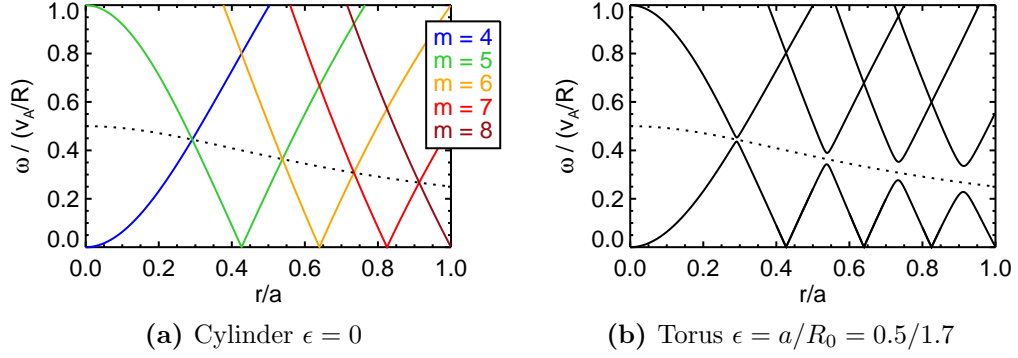 1.0
0.8
0.6
0.4
0.2
0.0
ω / (v_A/R)
0.0 0.2 0.4 0.6 0.8 1.0
r/a
m = 4
m = 5
m = 6
m = 7
m = 8
(a) Cylinder ϵ = 0
1.0
0.8
0.6
0.4
0.2
0.0
ω / (v_A/R)
0.0 0.2 0.4 0.6 0.8 1.0
r/a
(b) Torus ϵ = a/R₀ = 0.5/1.7